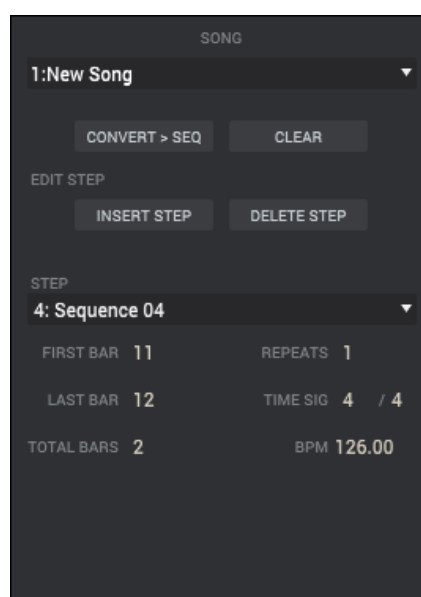 SONG
1:New Song
CONVERT > SEQ CLEAR
EDIT STEP
INSERT STEP DELETE STEP
STEP
4: Sequence 04
FIRST BAR 11 REPEATS 1
LAST BAR 12 TIME SIG 4 / 4
TOTAL BARS 2 BPM 126.00